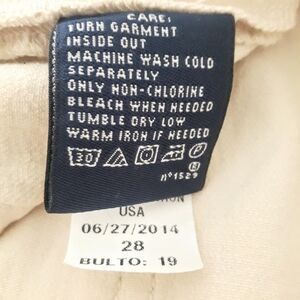 CARE:
TURN GARMENT
INSIDE OUT
MACHINE WASH COLD
SEPARATELY
ONLY NON-CHLORINE
BLEACH WHEN NEEDED
TUMBLE DRY LOW
WARM IRON IF NEEDED
30 P
R
n°1529
USA
06/27/2014
28
BULTO: 19